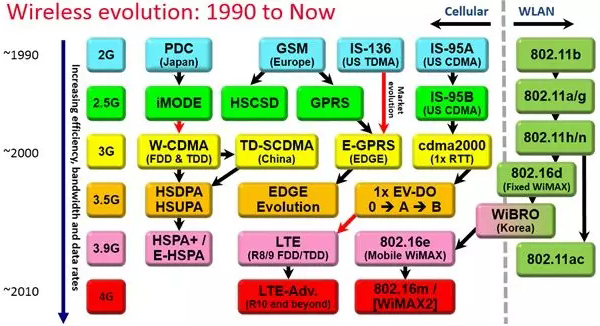 Wireless evolution: 1990 to Now
Cellular
WLAN
Increasing efficiency, bandwidth and data rates
~1990
2G
PDC
(Japan)
GSM
(Europe)
IS-136
(US TDMA)
IS-95A
(US CDMA)
802.11b
Market
evolution
2.5G
iMODE
HSCSD
GPRS
IS-95B
(US CDMA)
802.11a/g
~2000
3G
W-CDMA
(FDD & TDD)
TD-SCDMA
(China)
E-GPRS
(EDGE)
cdma2000
(1x RTT)
802.11h/n
802.16d
(Fixed WiMAX)
3.5G
HSDPA
HSUPA
EDGE
Evolution
1x EV-DO
0 → A → B
WiBRO
(Korea)
3.9G
HSPA+ /
E-HSPA
LTE
(R8/9 FDD/TDD)
802.16e
(Mobile WiMAX)
802.11ac
~2010
4G
LTE-Adv.
(R10 and beyond)
802.16m /
[WiMAX2]